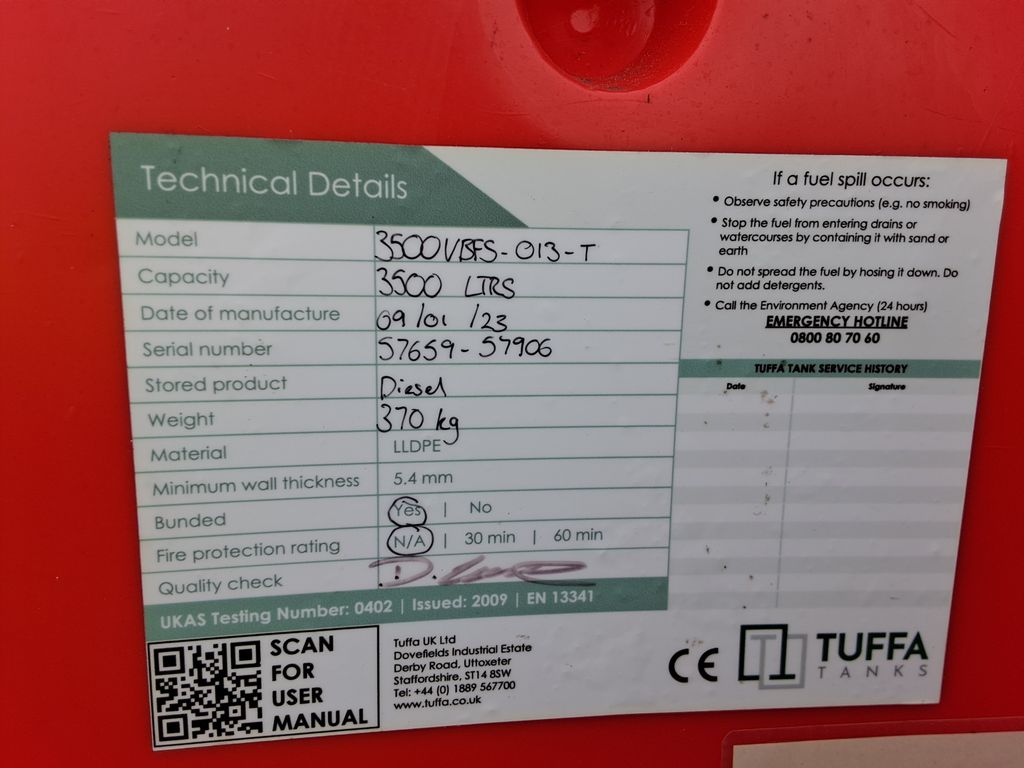 Technical Details
Model 3500VBFS-013-T
Capacity 3500 LTRS
Date of manufacture 09/01/23
Serial number 57659-57906
Stored product Diesel
Weight 370 kg
Material LLDPE
Minimum wall thickness 5.4 mm
Bunded Yes | No
Fire protection rating N/A | 30 min | 60 min
Quality check
UKAS Testing Number: 0402 | Issued: 2009 | EN 13341
SCAN
FOR
USER
MANUAL
Tuffa UK Ltd
Dovefields Industrial Estate
Derby Road, Uttoxeter
Staffordshire, ST14 8SW
Tel: +44 (0) 1889 567700
www.tuffa.co.uk
If a fuel spill occurs:
• Observe safety precautions (e.g. no smoking)
• Stop the fuel from entering drains or
watercourses by containing it with sand or
earth
• Do not spread the fuel by hosing it down. Do
not add detergents.
• Call the Environment Agency (24 hours)
EMERGENCY HOTLINE
0800 80 70 60
TUFFA TANK SERVICE HISTORY
Date Signature
CE
TUFFA
TANKS